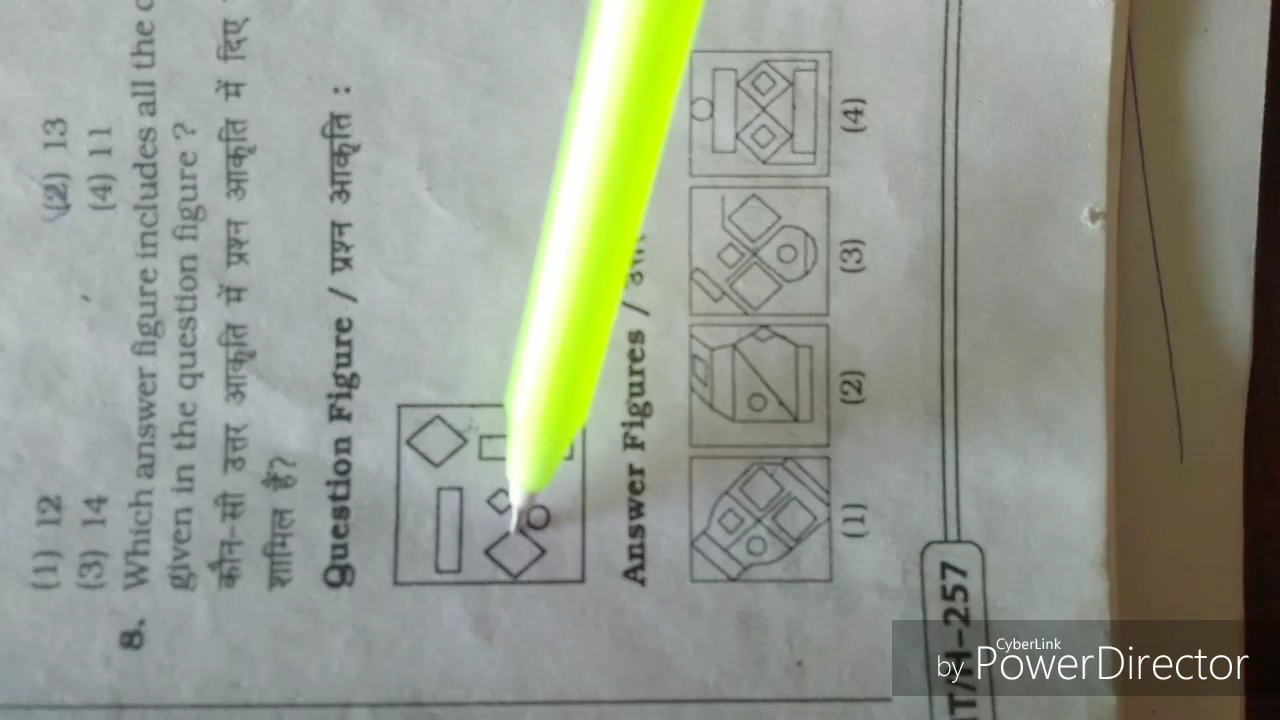 (1) 12 (2) 13
(3) 14 (4) 11
8. Which answer figure includes all the
given in the question figure ?
कौन-सी उत्तर आकृति में प्रश्न आकृति में दिए
शामिल हैं?
Question Figure / प्रश्न आकृति :
Answer Figures /
(1) (2) (3) (4)
IT/H-257
CyberLink
by PowerDirector